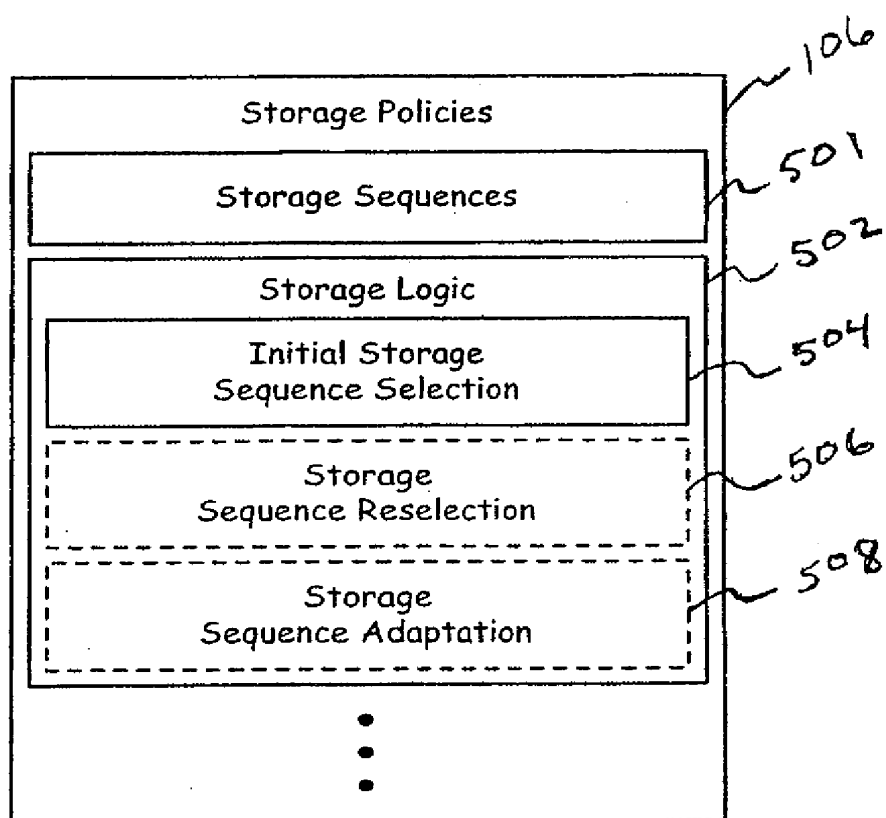 106
Storage Policies
501
Storage Sequences
502
Storage Logic
504
Initial Storage
Sequence Selection
506
Storage
Sequence Reselection
508
Storage
Sequence Adaptation